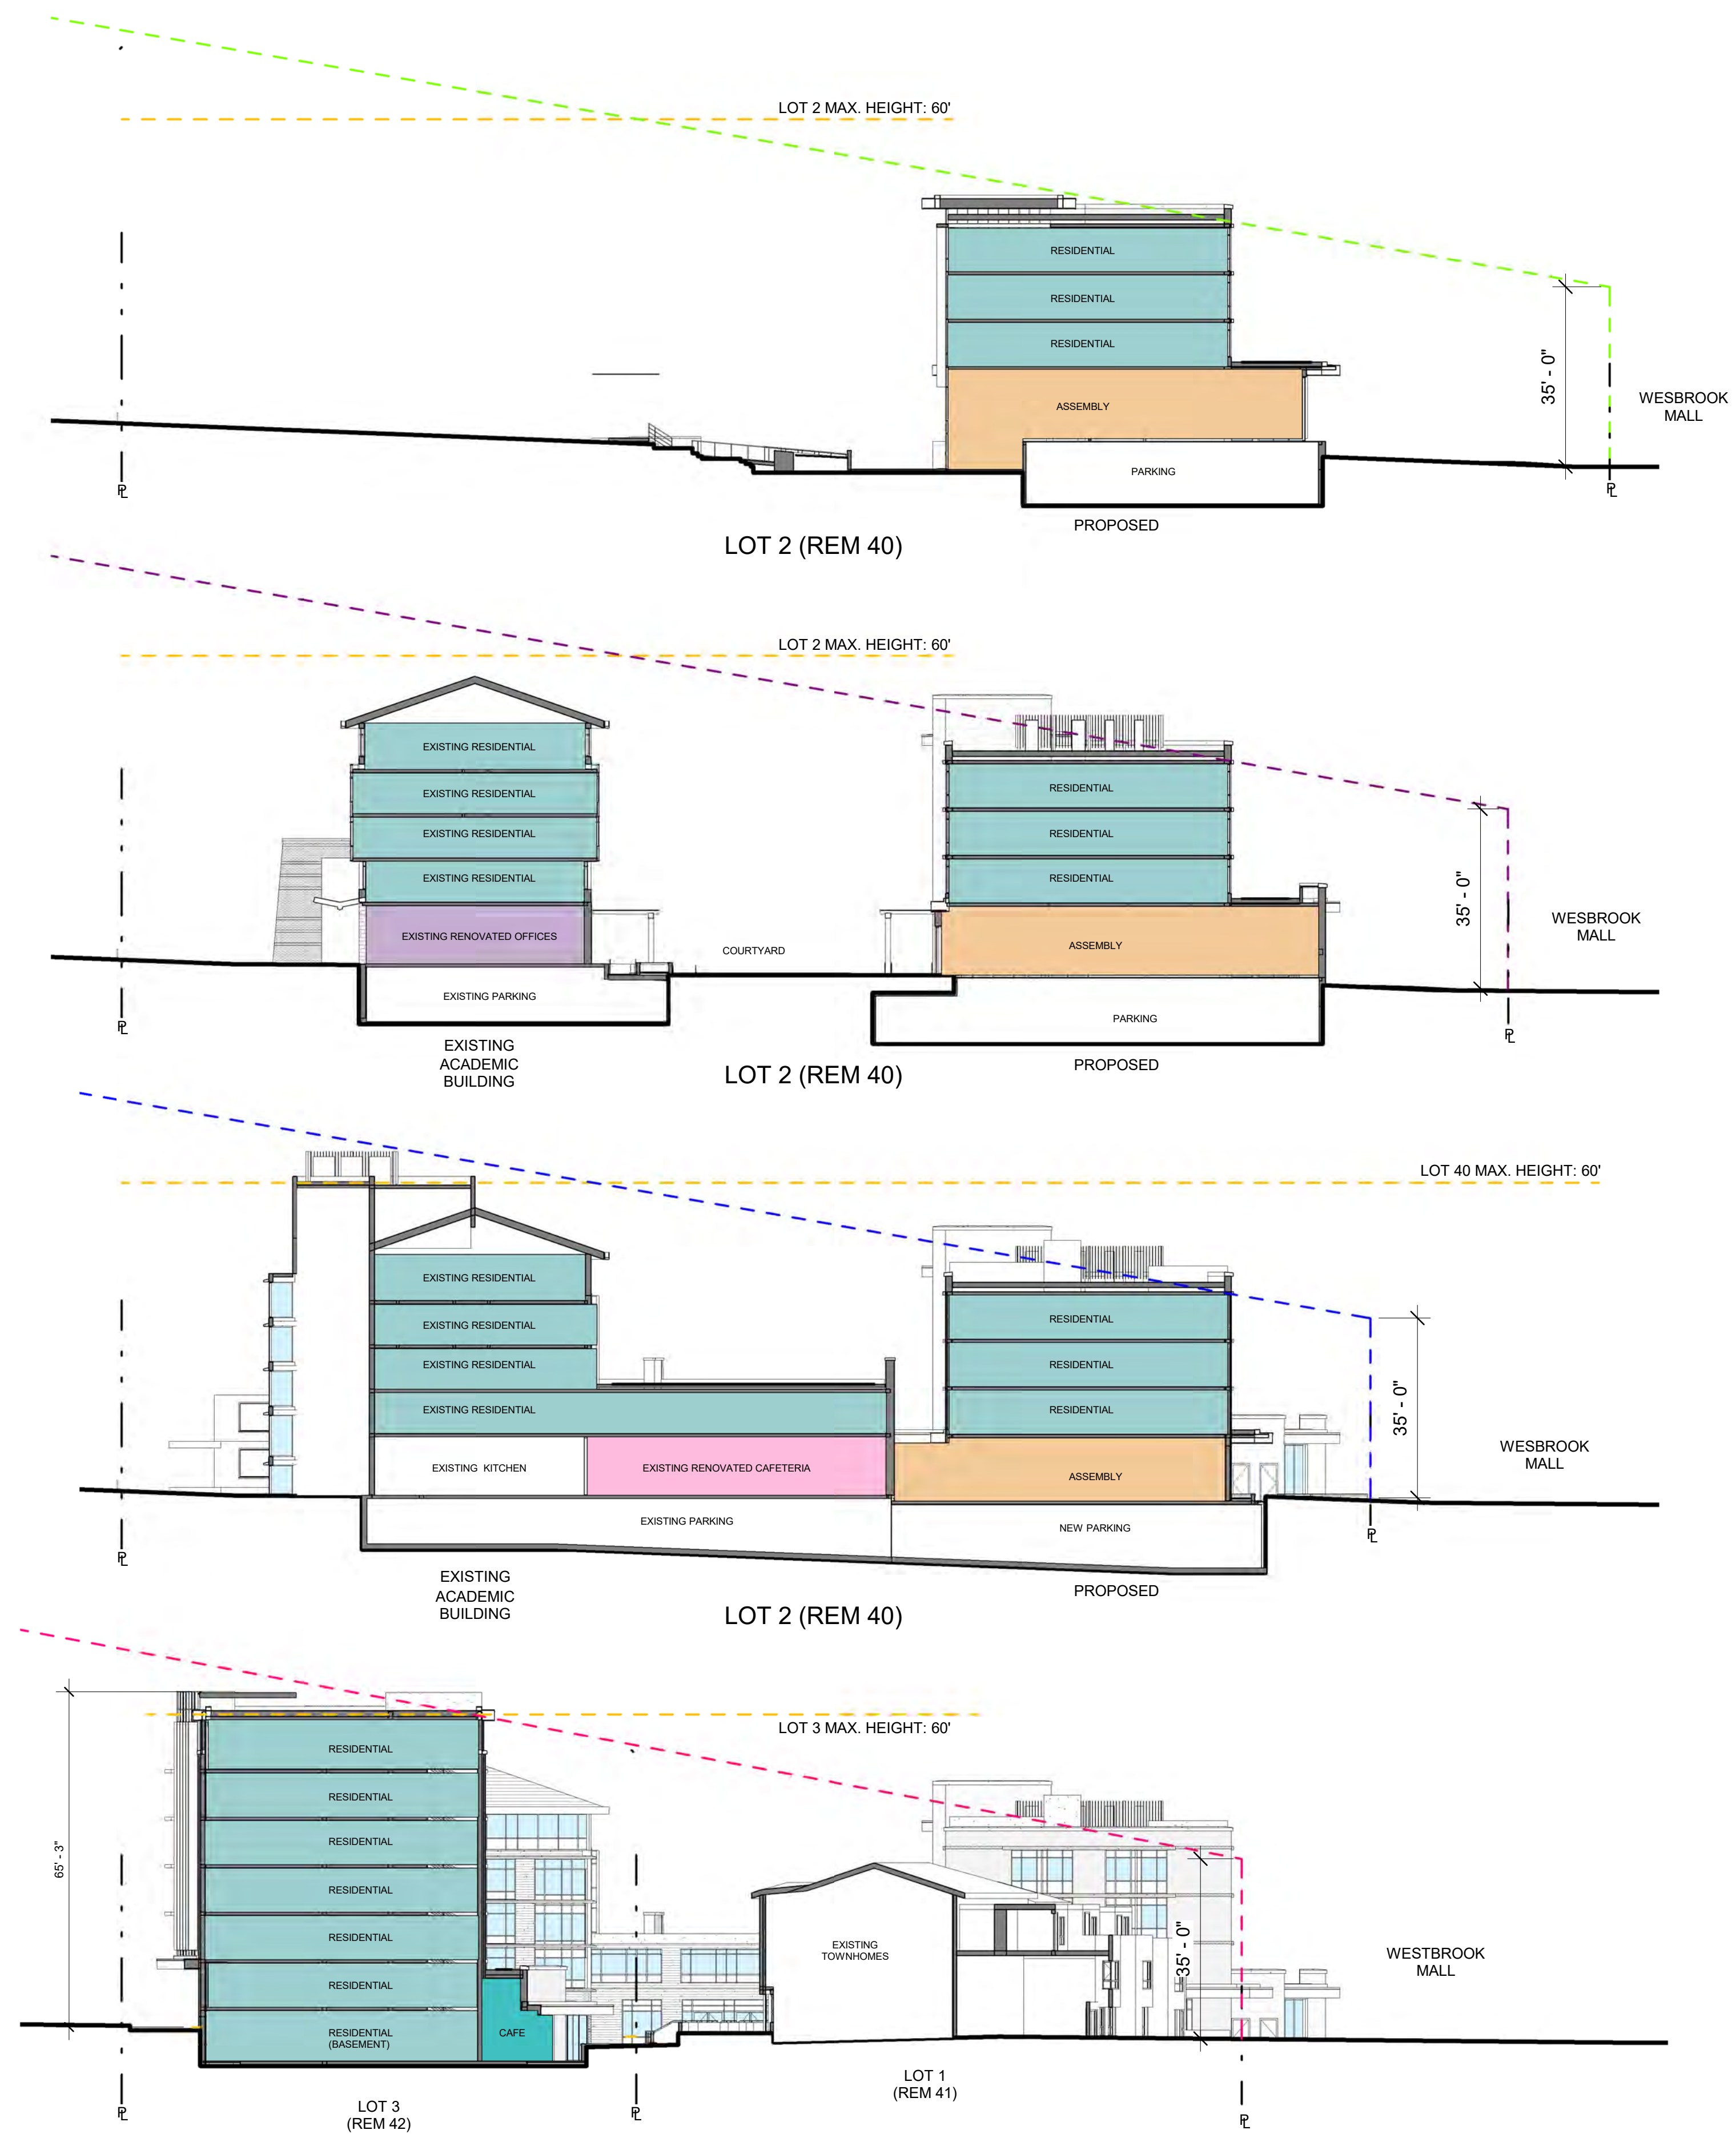 LOT 2 MAX. HEIGHT: 60'
RESIDENTIAL
RESIDENTIAL
RESIDENTIAL
ASSEMBLY
PARKING
35' - 0"
WESBROOK
MALL
PL
PL
PROPOSED
LOT 2 (REM 40)
LOT 2 MAX. HEIGHT: 60'
EXISTING RESIDENTIAL
EXISTING RESIDENTIAL
EXISTING RESIDENTIAL
EXISTING RESIDENTIAL
EXISTING RENOVATED OFFICES
EXISTING PARKING
COURTYARD
RESIDENTIAL
RESIDENTIAL
RESIDENTIAL
ASSEMBLY
PARKING
35' - 0"
WESBROOK
MALL
PL
PL
EXISTING
ACADEMIC
BUILDING
LOT 2 (REM 40)
PROPOSED
LOT 40 MAX. HEIGHT: 60'
EXISTING RESIDENTIAL
EXISTING RESIDENTIAL
EXISTING RESIDENTIAL
EXISTING RESIDENTIAL
EXISTING KITCHEN
EXISTING RENOVATED CAFETERIA
EXISTING PARKING
RESIDENTIAL
RESIDENTIAL
RESIDENTIAL
ASSEMBLY
NEW PARKING
35' - 0"
WESBROOK
MALL
PL
PL
EXISTING
ACADEMIC
BUILDING
LOT 2 (REM 40)
PROPOSED
LOT 3 MAX. HEIGHT: 60'
65' - 3"
RESIDENTIAL
RESIDENTIAL
RESIDENTIAL
RESIDENTIAL
RESIDENTIAL
RESIDENTIAL
RESIDENTIAL
(BASEMENT)
CAFE
EXISTING
TOWNHOMES
35' - 0"
WESTBROOK
MALL
PL
PL
PL
LOT 3
(REM 42)
LOT 1
(REM 41)